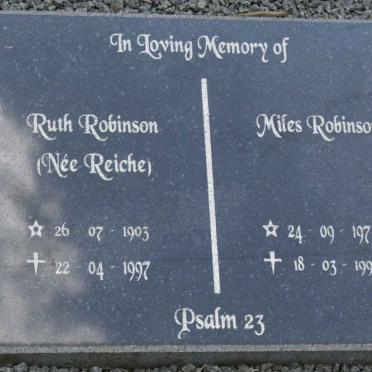 In Loving Memory of
Ruth Robinson
(Née Reiche)
☆ 26 - 07 - 1903
✝ 22 - 04 - 1997
Miles Robinso
☆ 24 - 09 - 197
✝ 18 - 03 - 199
Psalm 23